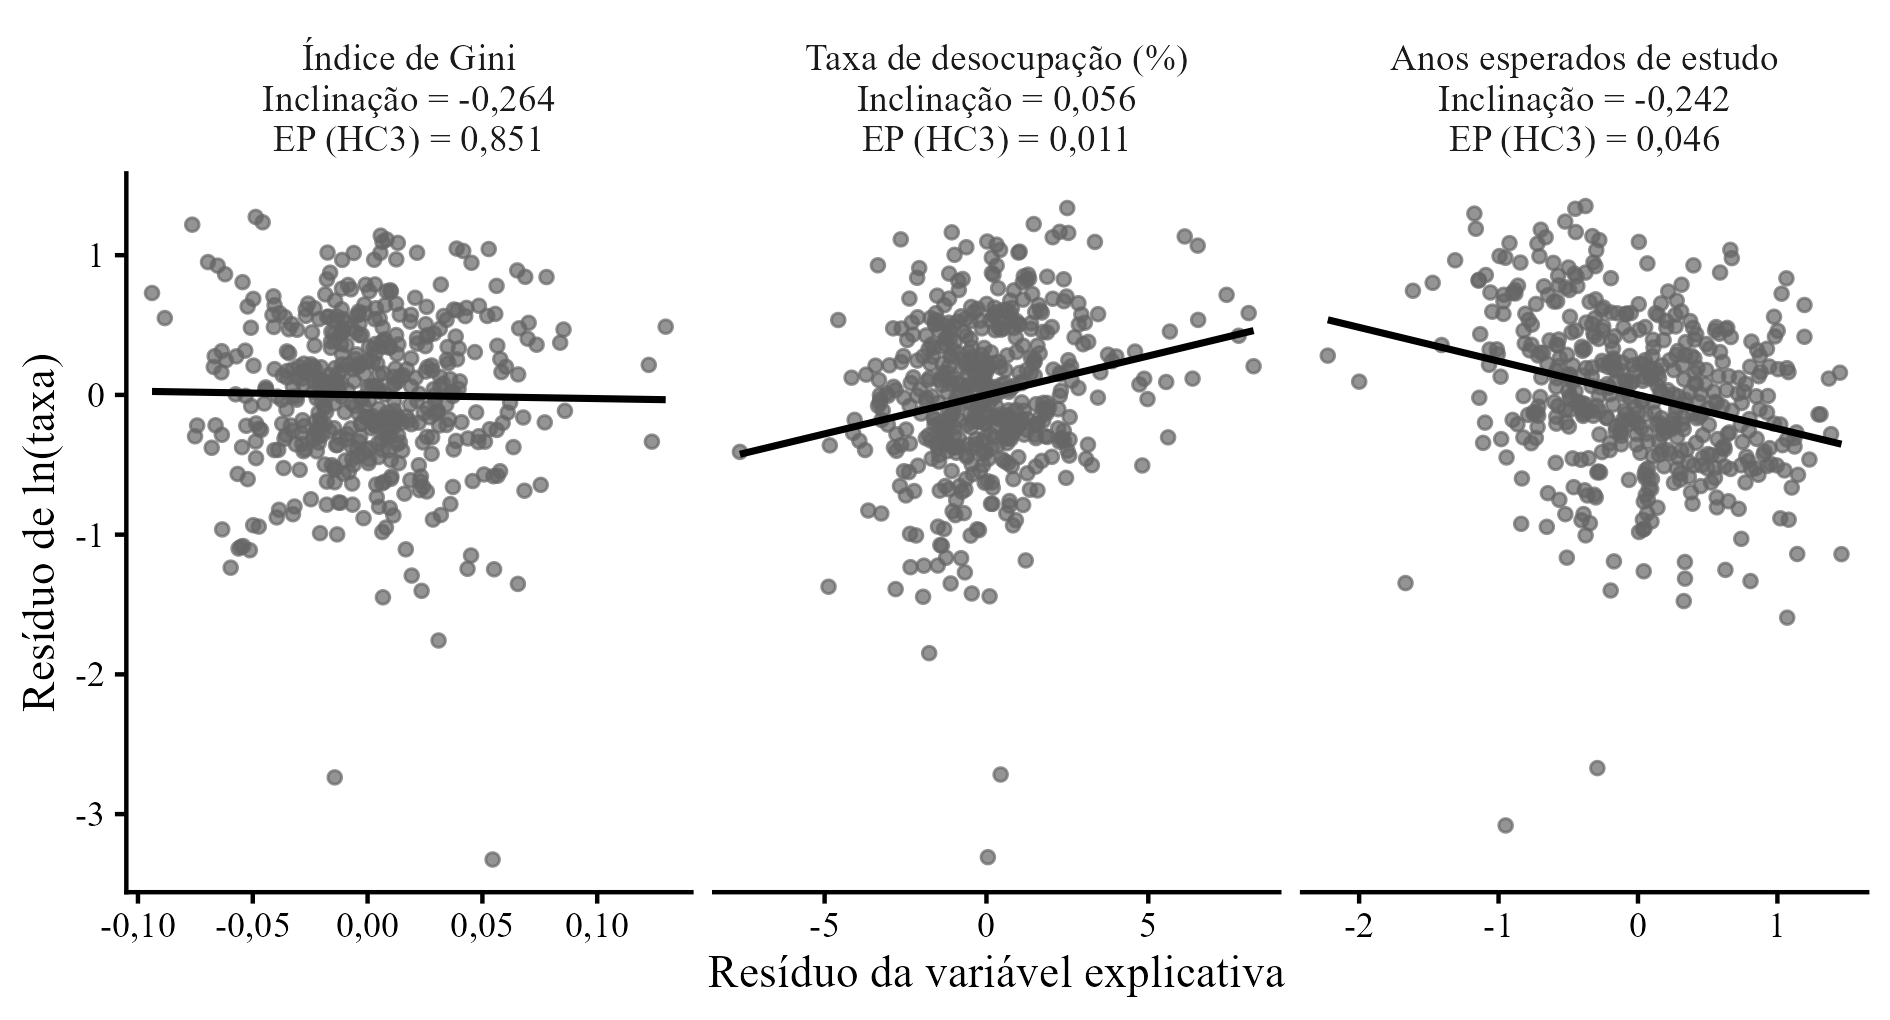 Índice de Gini
Inclinação = -0,264
EP (HC3) = 0,851
Taxa de desocupação (%)
Inclinação = 0,056
EP (HC3) = 0,011
Anos esperados de estudo
Inclinação = -0,242
EP (HC3) = 0,046
Resíduo de ln(taxa)
1
0
-1
-2
-3
-0,10 -0,05 0,00 0,05 0,10
-5 0 5
-2 -1 0 1
Resíduo da variável explicativa